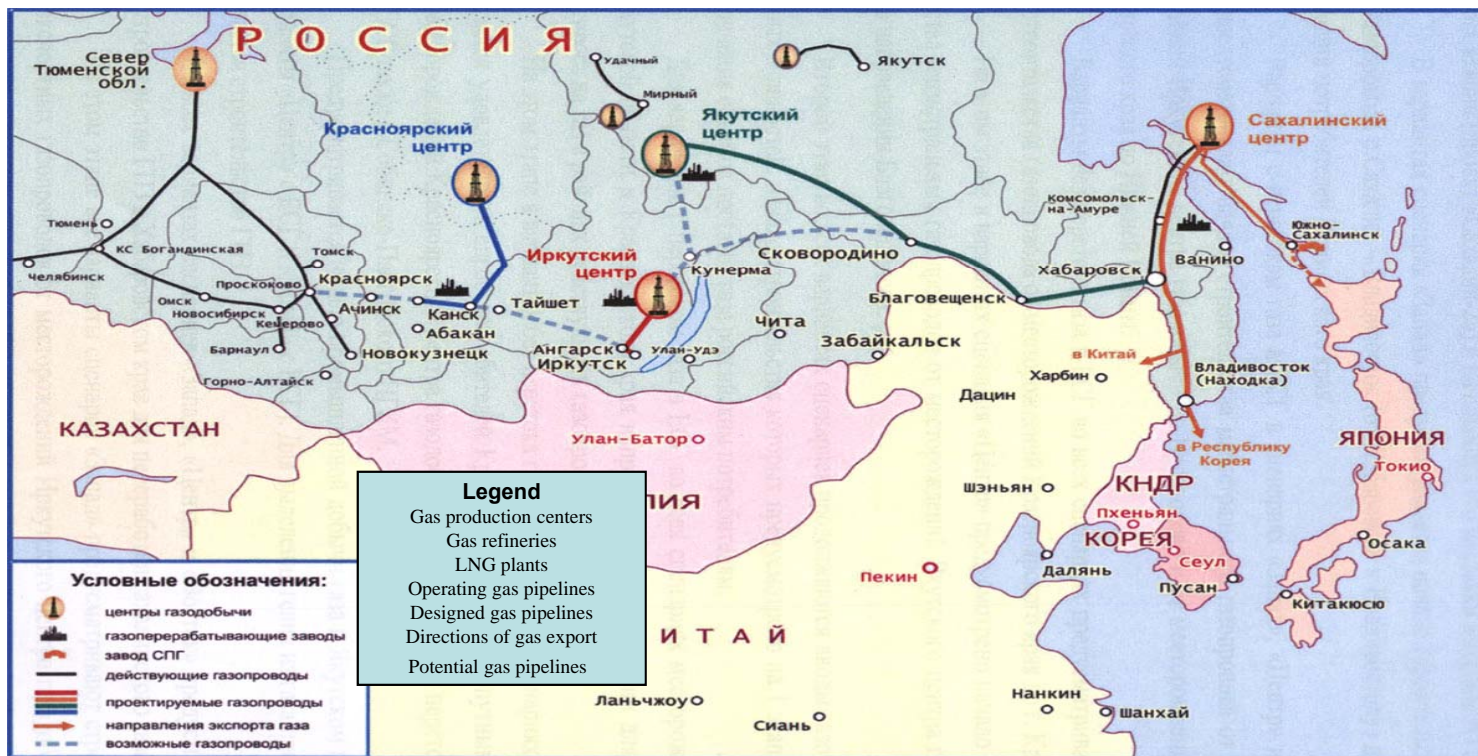 РОССИЯ
Север
Тюменской
обл.
Удачный
Мирный
Якутск
Красноярский
центр
Якутский
центр
Сахалинский
центр
Комсомольск-
на-Амуре
Тюмень
КС Богандинская
Томск
Челябинск
Проскоково
Красноярск
Иркутский
центр
Кунерма
Сковородино
Хабаровск
Ванино
Южно-
Сахалинск
Омск
Новосибирск
Кемерово
Ачинск
Канск
Абакан
Тайшет
Благовещенск
Барнаул
Новокузнецк
Ангарск
Иркутск
Улан-Удэ
Чита
Забайкальск
Горно-Алтайск
в Китай
Харбин
Владивосток
(Находка)
Дацин
КАЗАХСТАН
Улан-Батор
в Республику
Корея
ЯПОНИЯ
Токио
ЛИЯ
Шэньян
КНДР
Пхеньян
КОРЕЯ
Сеул
Пусан
Осака
Китакюсю
Далянь
Пекин
ИТАЙ
Ланьчжоу
Сиань
Нанкин
Шанхай
Legend
Gas production centers
Gas refineries
LNG plants
Operating gas pipelines
Designed gas pipelines
Directions of gas export
Potential gas pipelines
Условные обозначения:
центры газодобычи
газоперерабатывающие заводы
завод СПГ
действующие газопроводы
проектируемые газопроводы
направления экспорта газа
возможные газопроводы